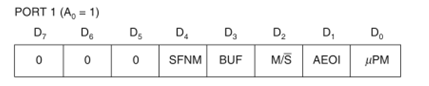 PORT 1 (A₀ = 1)
D₇ D₆ D₅ D₄ D₃ D₂ D₁ D₀
0 0 0 SFNM BUF M/S̅ AEOI μPM